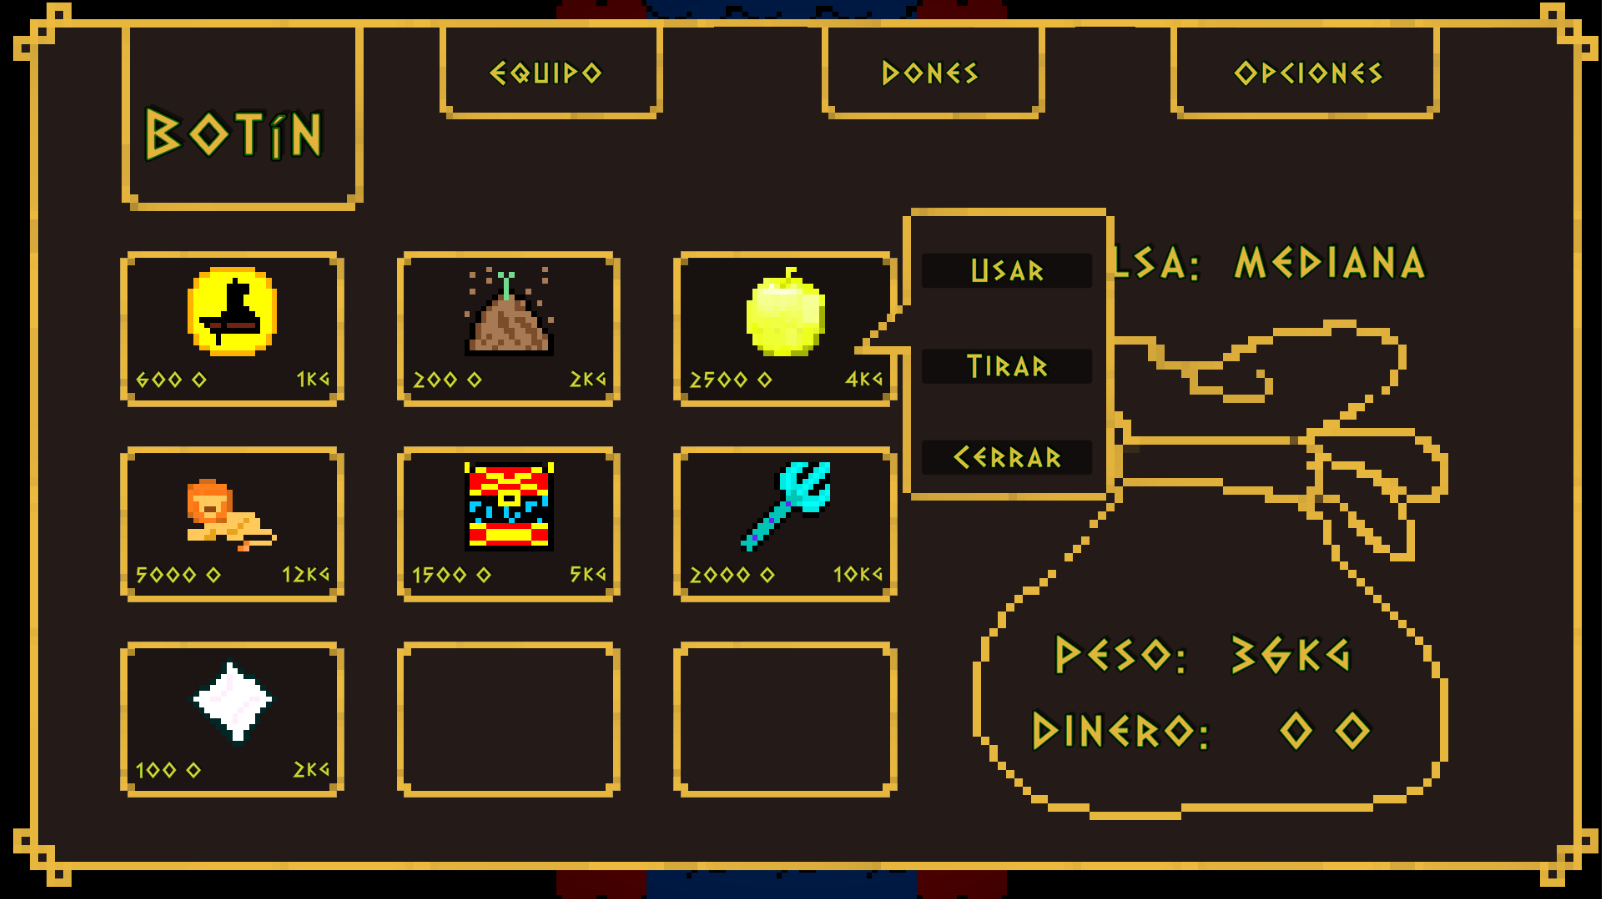 Equipo
Dones
Opciones
Botín
LSA: Mediana
Usar
Tirar
Cerrar
600 ◊ 1kg
200 ◊ 2kg
2500 ◊ 4kg
5000 ◊ 12kg
1500 ◊ 5kg
2000 ◊ 10kg
100 ◊ 2kg
Peso: 36kg
Dinero: 0 ◊